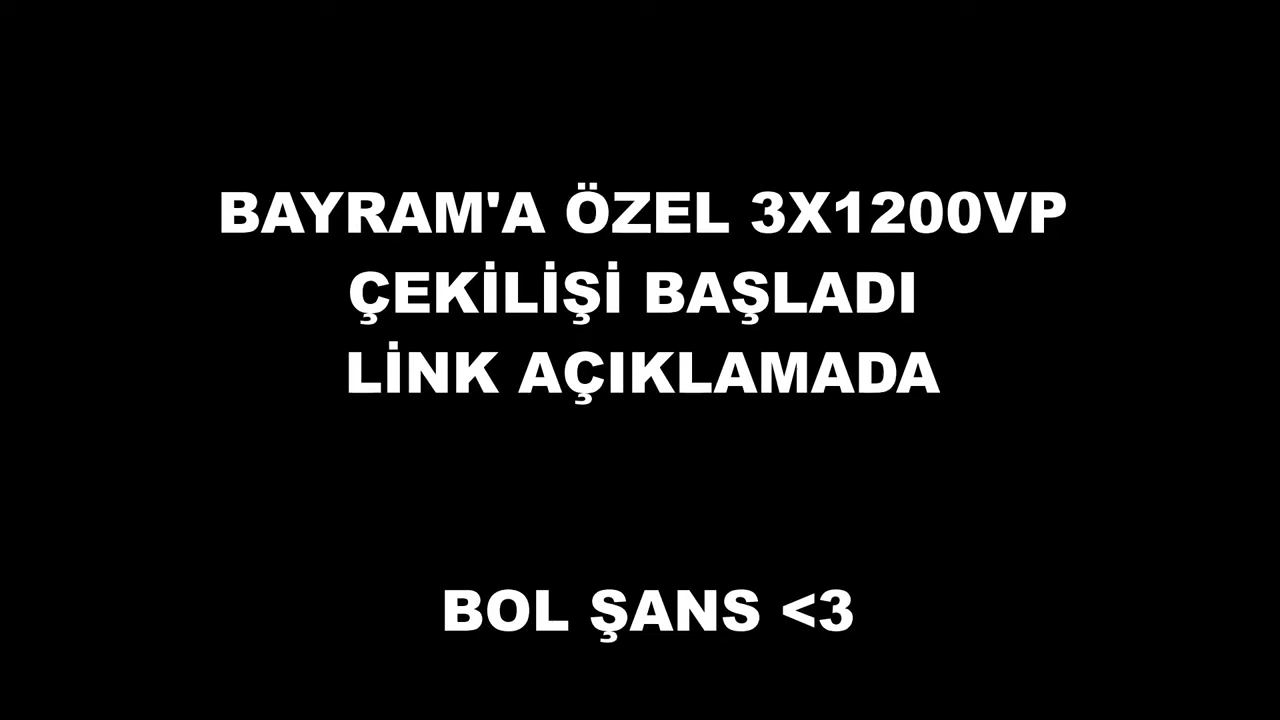 BAYRAM'A ÖZEL 3X1200VP
ÇEKİLİŞİ BAŞLADI
LİNK AÇIKLAMADA
BOL ŞANS <3